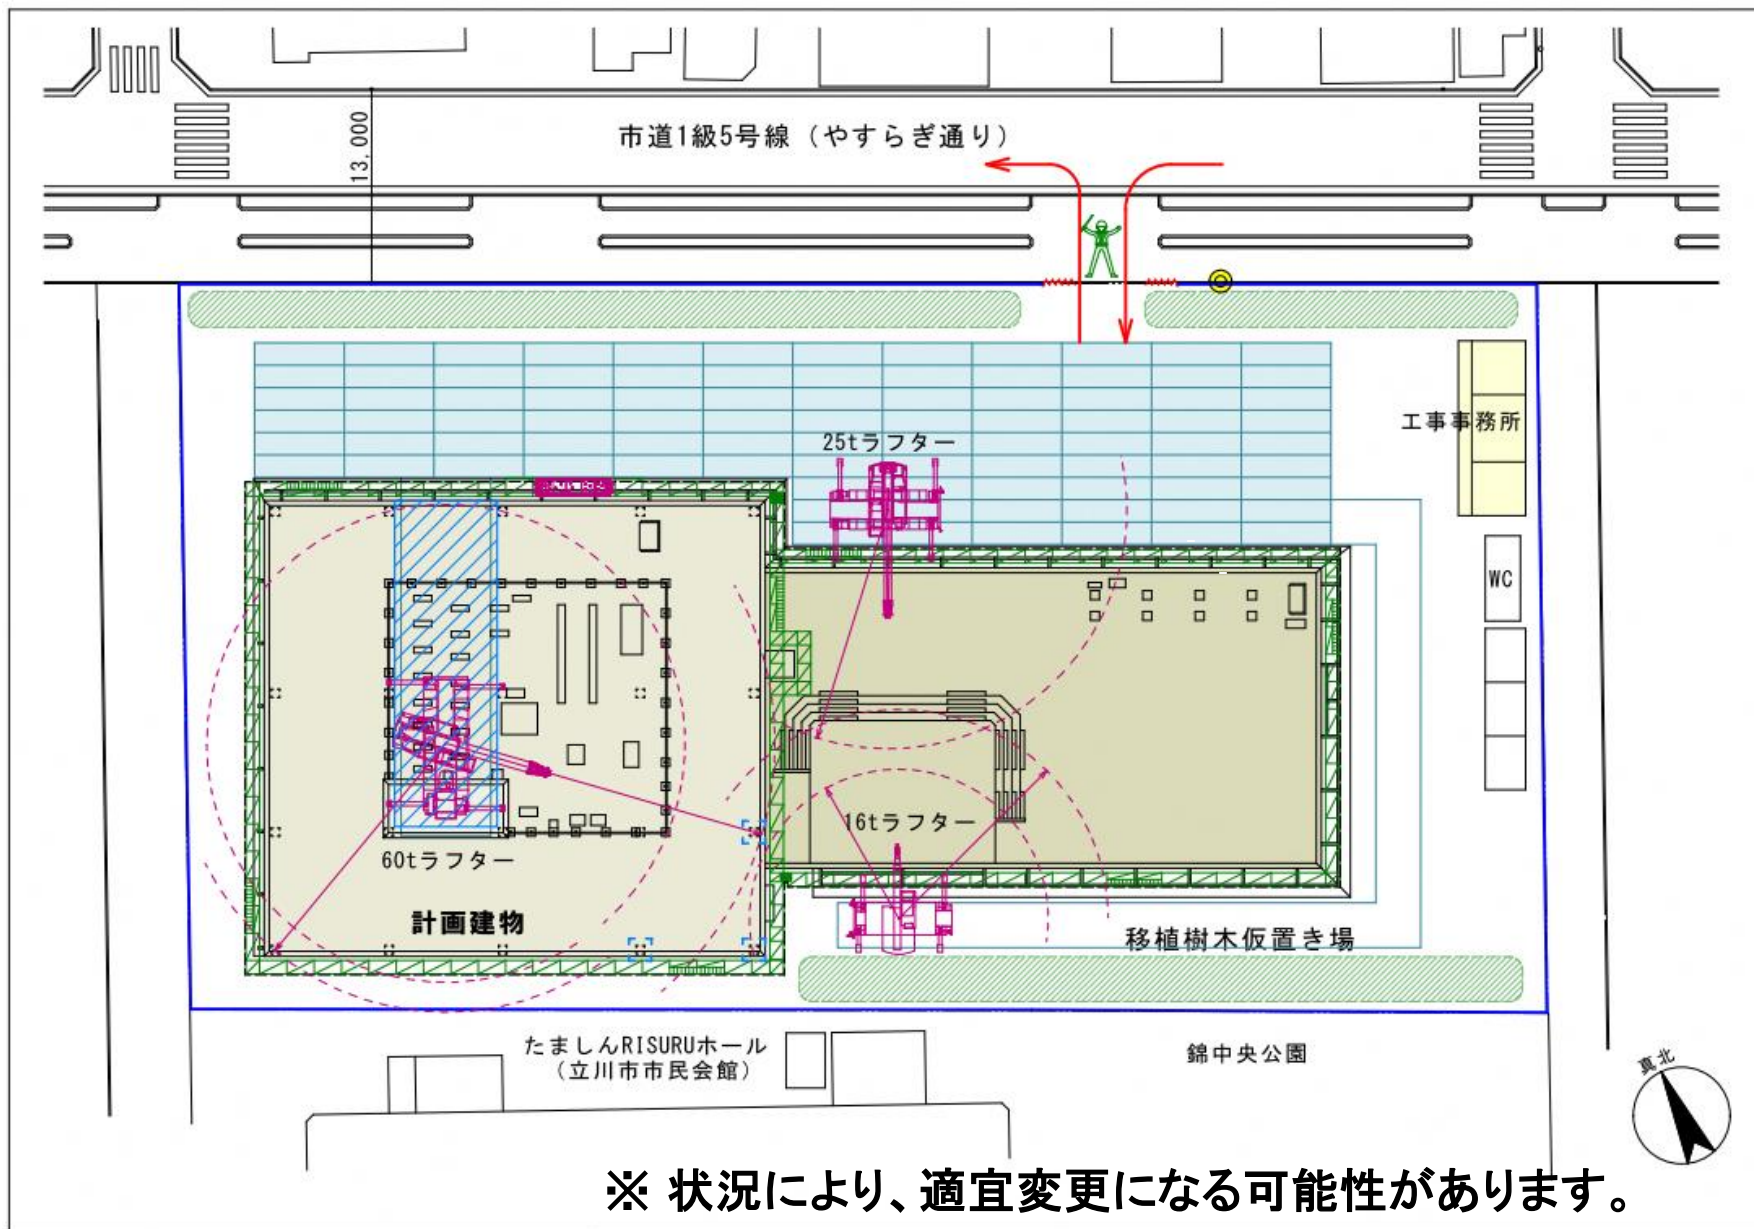 市道1級5号線（やすらぎ通り）
13,000
25tラフター
工事事務所
WC
16tラフター
60tラフター
計画建物
移植樹木仮置き場
たましんRISURUホール
（立川市市民会館）
錦中央公園
真北
※ 状況により、適宜変更になる可能性があります。